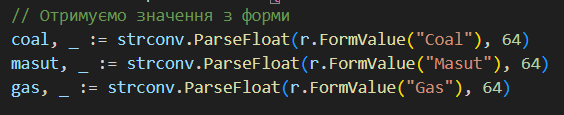 // Отримуємо значення з форми
coal, _ := strconv.ParseFloat(r.FormValue("Coal"), 64)
masut, _ := strconv.ParseFloat(r.FormValue("Masut"), 64)
gas, _ := strconv.ParseFloat(r.FormValue("Gas"), 64)